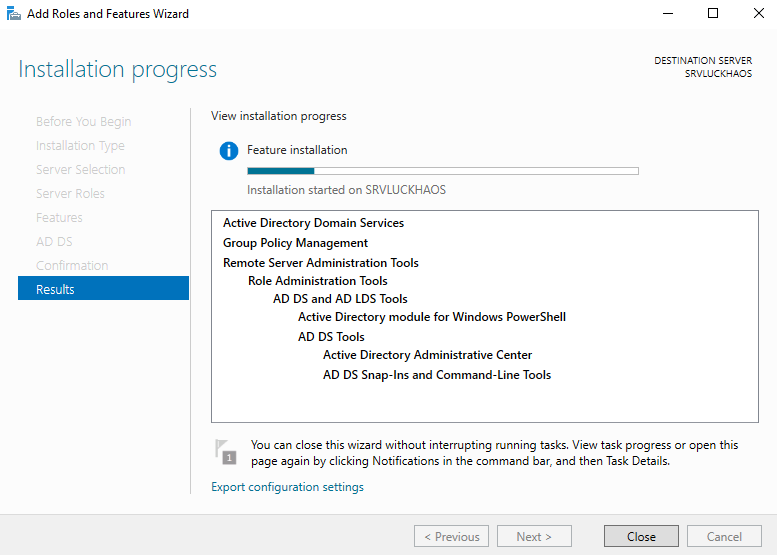 Add Roles and Features Wizard
Installation progress
DESTINATION SERVER
SRVLUCKHAOS
Before You Begin
Installation Type
Server Selection
Server Roles
Features
AD DS
Confirmation
Results
View installation progress
Feature installation
Installation started on SRVLUCKHAOS
Active Directory Domain Services
Group Policy Management
Remote Server Administration Tools
Role Administration Tools
AD DS and AD LDS Tools
Active Directory module for Windows PowerShell
AD DS Tools
Active Directory Administrative Center
AD DS Snap-Ins and Command-Line Tools
1
You can close this wizard without interrupting running tasks. View task progress or open this
page again by clicking Notifications in the command bar, and then Task Details.
Export configuration settings
< Previous
Next >
Close
Cancel